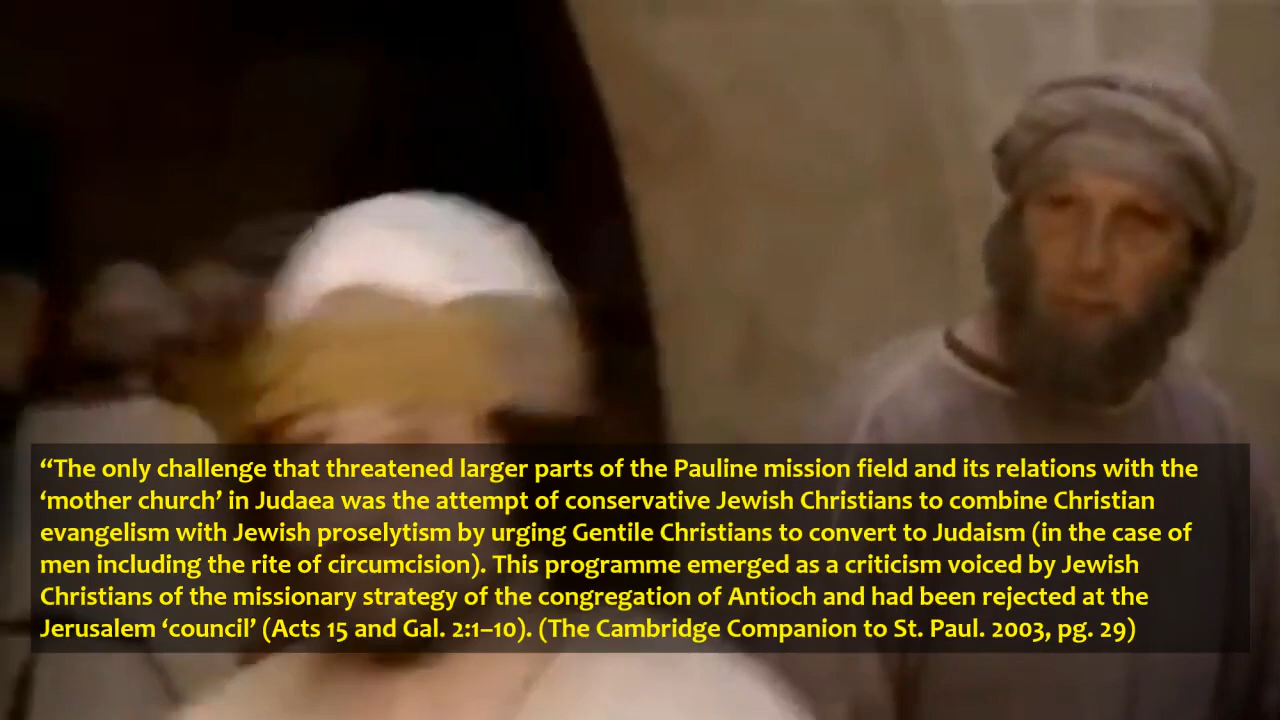 “The only challenge that threatened larger parts of the Pauline mission field and its relations with the
‘mother church’ in Judaea was the attempt of conservative Jewish Christians to combine Christian
evangelism with Jewish proselytism by urging Gentile Christians to convert to Judaism (in the case of
men including the rite of circumcision). This programme emerged as a criticism voiced by Jewish
Christians of the missionary strategy of the congregation of Antioch and had been rejected at the
Jerusalem ‘council’ (Acts 15 and Gal. 2:1–10). (The Cambridge Companion to St. Paul. 2003, pg. 29)